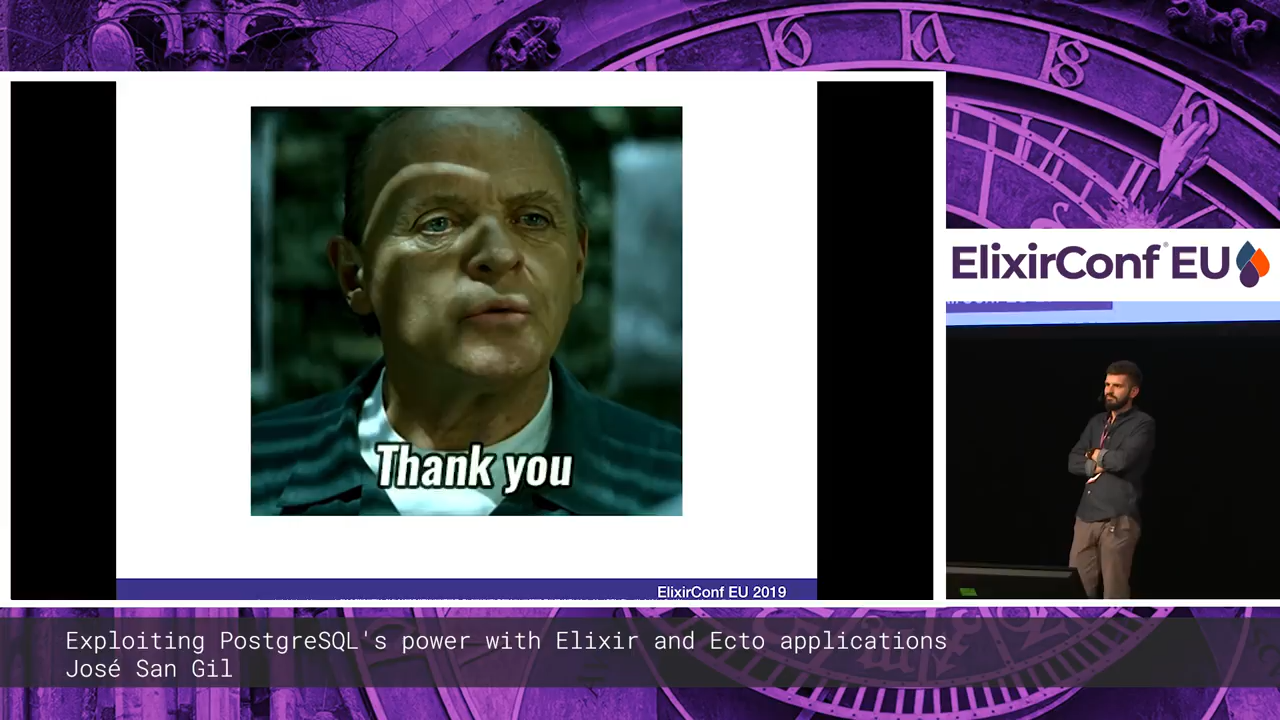 ElixirConf® EU
Thank you
ElixirConf EU 2019
Exploiting PostgreSQL's power with Elixir and Ecto applications
José San Gil